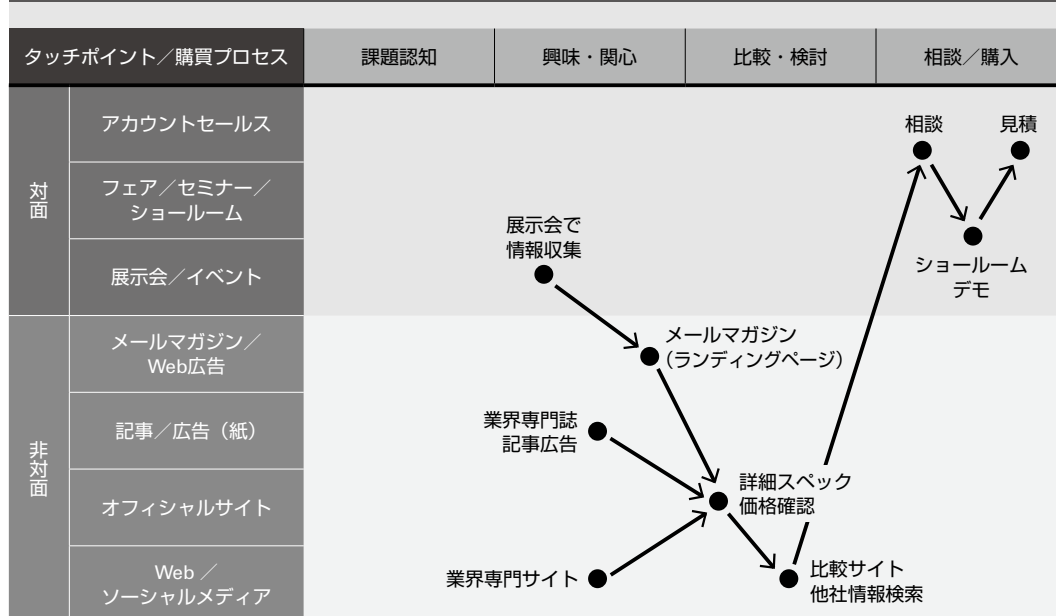 タッチポイント／購買プロセス
課題認知
興味・関心
比較・検討
相談／購入
対面
アカウントセールス
相談
見積
フェア／セミナー／
ショールーム
展示会で
情報収集
ショールーム
デモ
展示会／イベント
非対面
メールマガジン／
Web広告
メールマガジン
（ランディングページ）
記事／広告（紙）
業界専門誌
記事広告
オフィシャルサイト
詳細スペック
価格確認
Web ／
ソーシャルメディア
業界専門サイト
比較サイト
他社情報検索